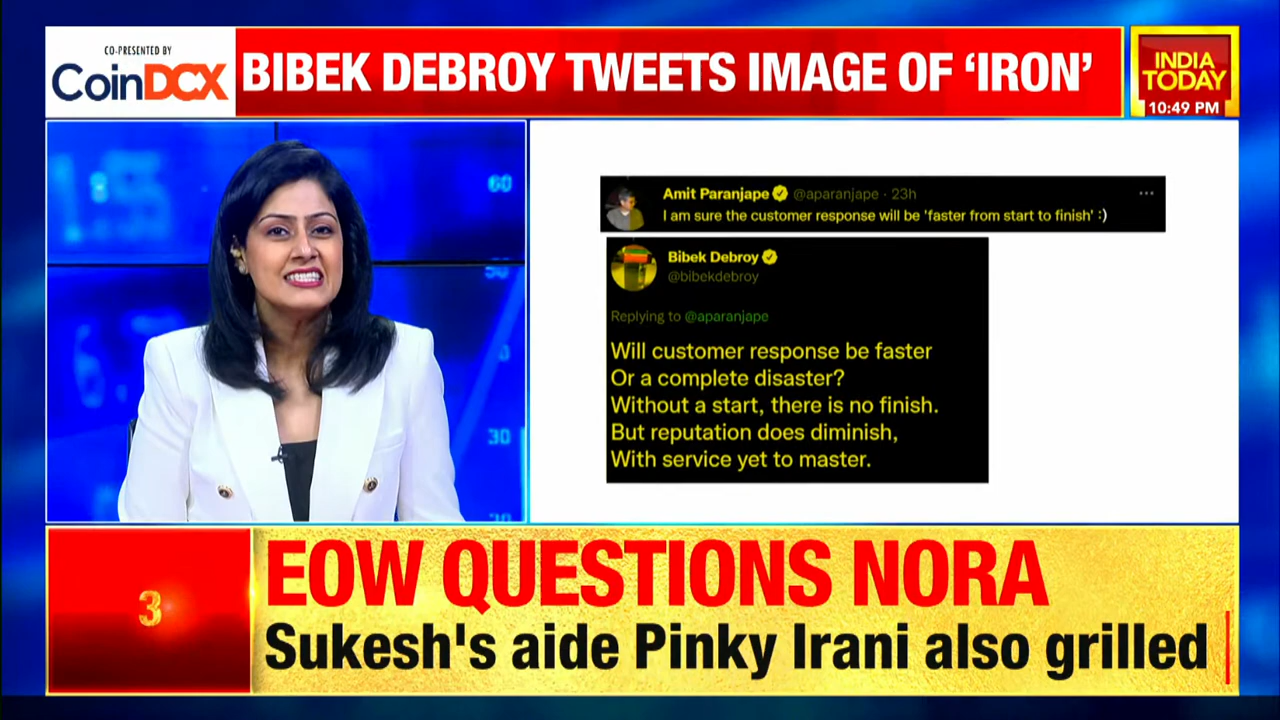 CO-PRESENTED BY
CoinDCX
BIBEK DEBROY TWEETS IMAGE OF ‘IRON’
INDIA
TODAY
10:49 PM
60
50
30
Amit Paranjape @aparanjape · 23h
I am sure the customer response will be 'faster from start to finish' :)
Bibek Debroy
@bibekdebroy
Replying to @aparanjape
Will customer response be faster
Or a complete disaster?
Without a start, there is no finish.
But reputation does diminish,
With service yet to master.
3
EOW QUESTIONS NORA
Sukesh's aide Pinky Irani also grilled